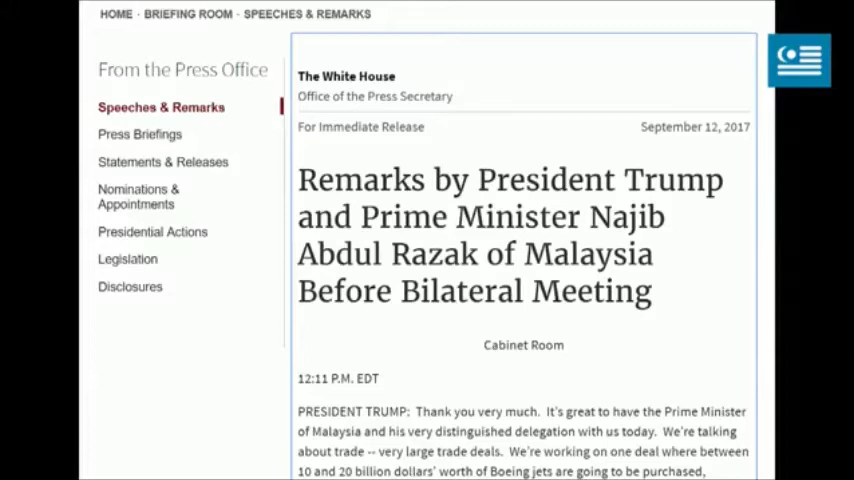 HOME · BRIEFING ROOM · SPEECHES & REMARKS
From the Press Office
Speeches & Remarks
Press Briefings
Statements & Releases
Nominations &
Appointments
Presidential Actions
Legislation
Disclosures
The White House
Office of the Press Secretary
For Immediate Release
September 12, 2017
Remarks by President Trump
and Prime Minister Najib
Abdul Razak of Malaysia
Before Bilateral Meeting
Cabinet Room
12:11 P.M. EDT
PRESIDENT TRUMP: Thank you very much. It's great to have the Prime Minister
of Malaysia and his very distinguished delegation with us today. We're talking
about trade -- very large trade deals. We're working on one deal where between
10 and 20 billion dollars' worth of Boeing jets are going to be purchased,